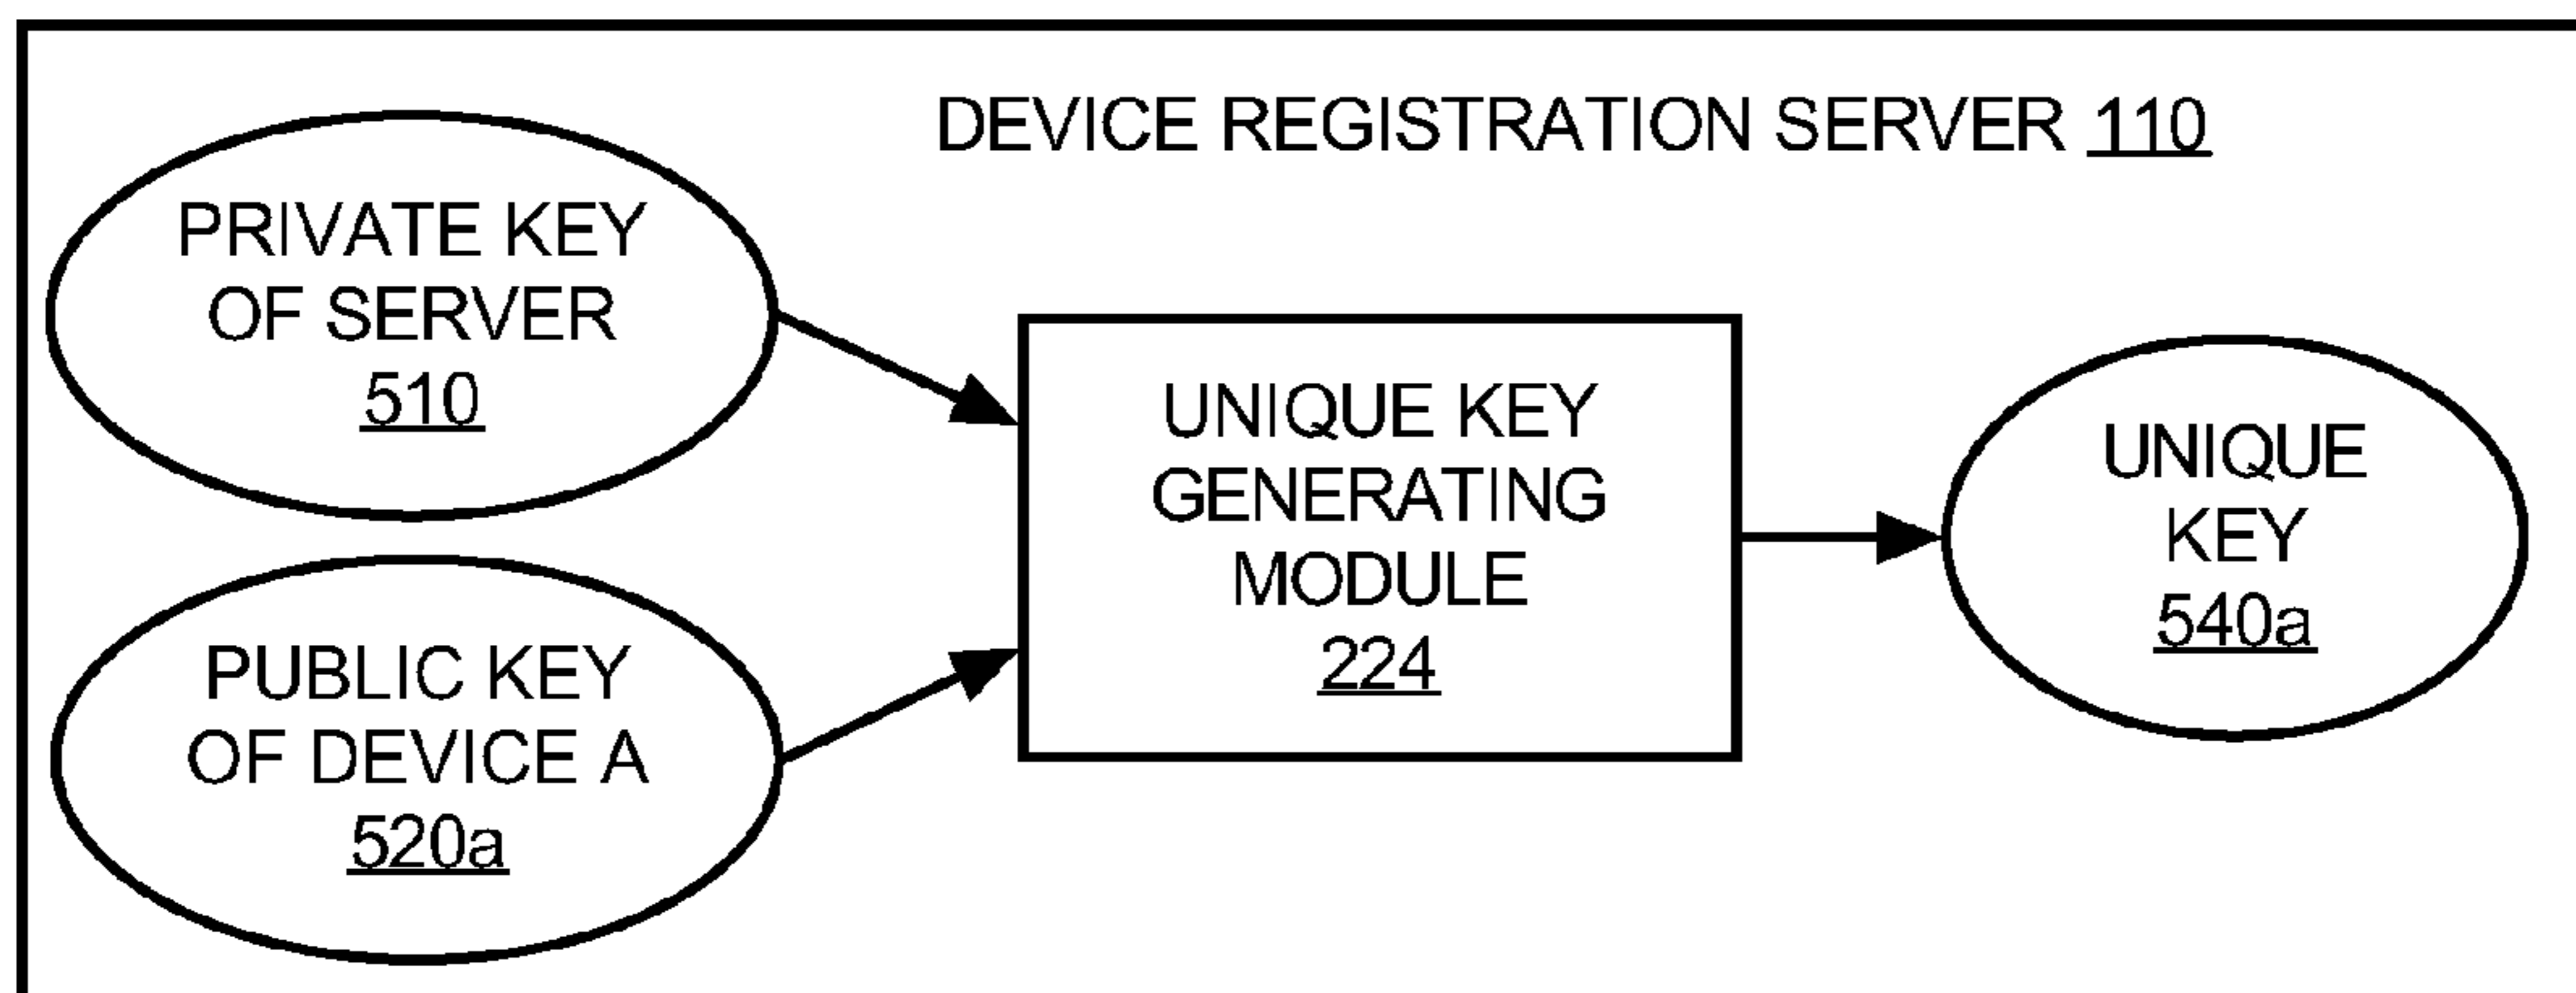 DEVICE REGISTRATION SERVER 110
PRIVATE KEY
OF SERVER
510
PUBLIC KEY
OF DEVICE A
520a
UNIQUE KEY
GENERATING
MODULE
224
UNIQUE
KEY
540a